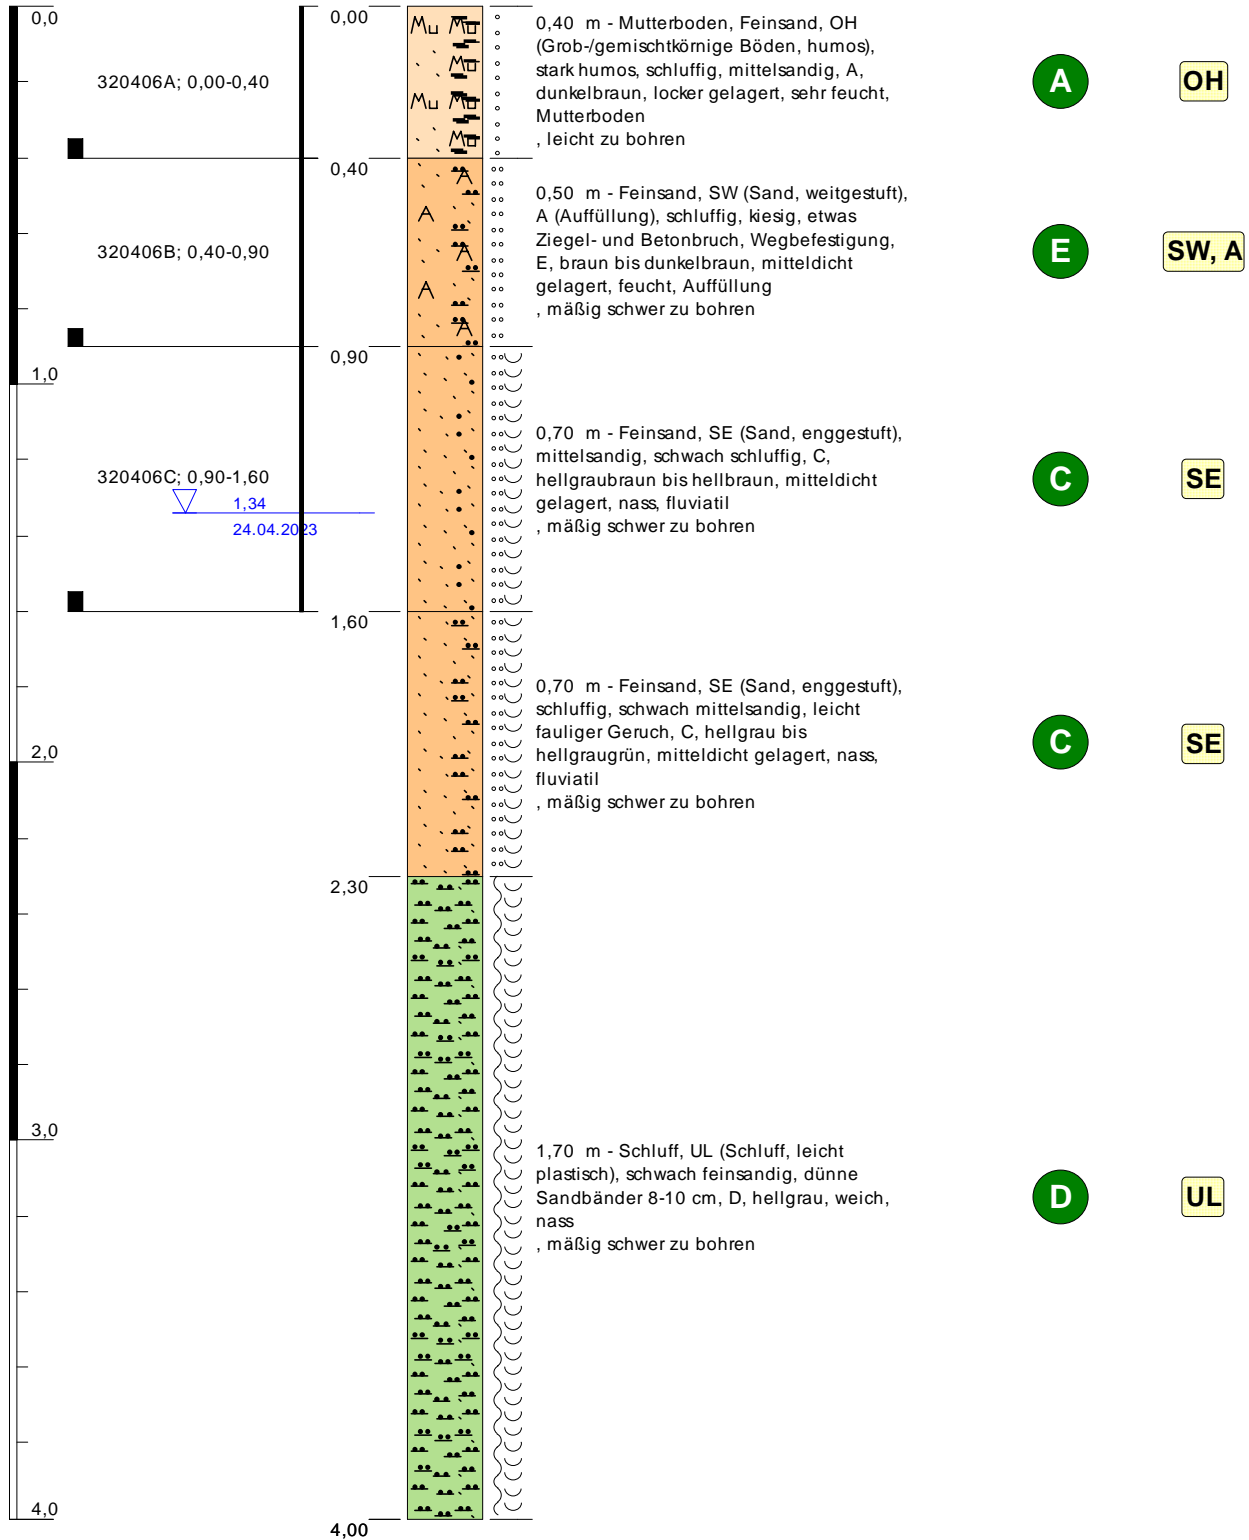 0,0
0,00
320406A; 0,00-0,40
0,40 m - Mutterboden, Feinsand, OH
(Grob-/gemischtkörnige Böden, humos),
stark humos, schluffig, mittelsandig, A,
dunkelbraun, locker gelagert, sehr feucht,
Mutterboden
, leicht zu bohren
A
OH
0,40
320406B; 0,40-0,90
0,50 m - Feinsand, SW (Sand, weitgestuft),
A (Auffüllung), schluffig, kiesig, etwas
Ziegel- und Betonbruch, Wegbefestigung,
E, braun bis dunkelbraun, mitteldicht
gelagert, feucht, Auffüllung
, mäßig schwer zu bohren
E
SW, A
0,90
1,0
320406C; 0,90-1,60
1,34
24.04.2023
0,70 m - Feinsand, SE (Sand, enggestuft),
mittelsandig, schwach schluffig, C,
hellgraubraun bis hellbraun, mitteldicht
gelagert, nass, fluviatil
, mäßig schwer zu bohren
C
SE
1,60
0,70 m - Feinsand, SE (Sand, enggestuft),
schluffig, schwach mittelsandig, leicht
fauliger Geruch, C, hellgrau bis
hellgraugrün, mitteldicht gelagert, nass,
fluviatil
, mäßig schwer zu bohren
C
SE
2,0
2,30
3,0
1,70 m - Schluff, UL (Schluff, leicht
plastisch), schwach feinsandig, dünne
Sandbänder 8-10 cm, D, hellgrau, weich,
nass
, mäßig schwer zu bohren
D
UL
4,0
4,00